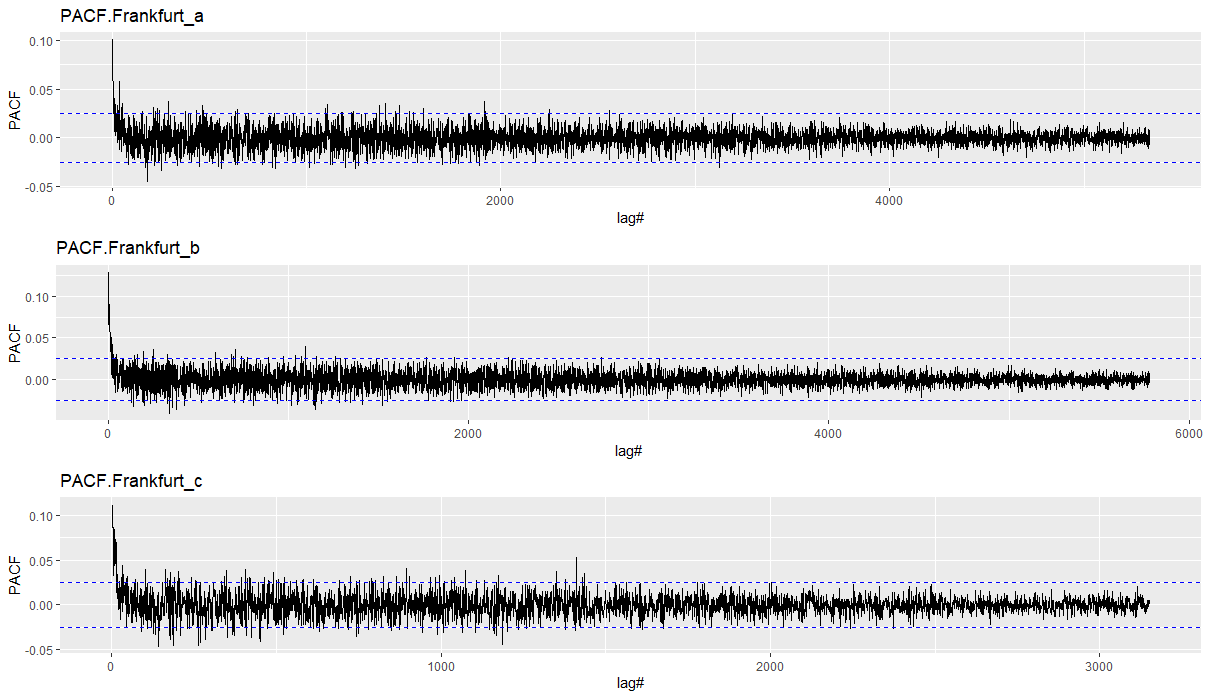 PACF.Frankfurt_a
0.10
0.05
0.00
-0.05
PACF
0 2000 4000
lag#
PACF.Frankfurt_b
0.10
0.05
0.00
PACF
0 2000 4000 6000
lag#
PACF.Frankfurt_c
0.10
0.05
0.00
-0.05
PACF
0 1000 2000 3000
lag#